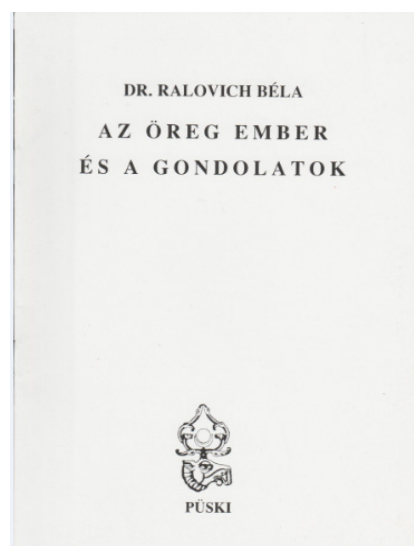 DR. RALOVICH BÉLA
AZ ÖREG EMBER
ÉS A GONDOLATOK
PÜSKI